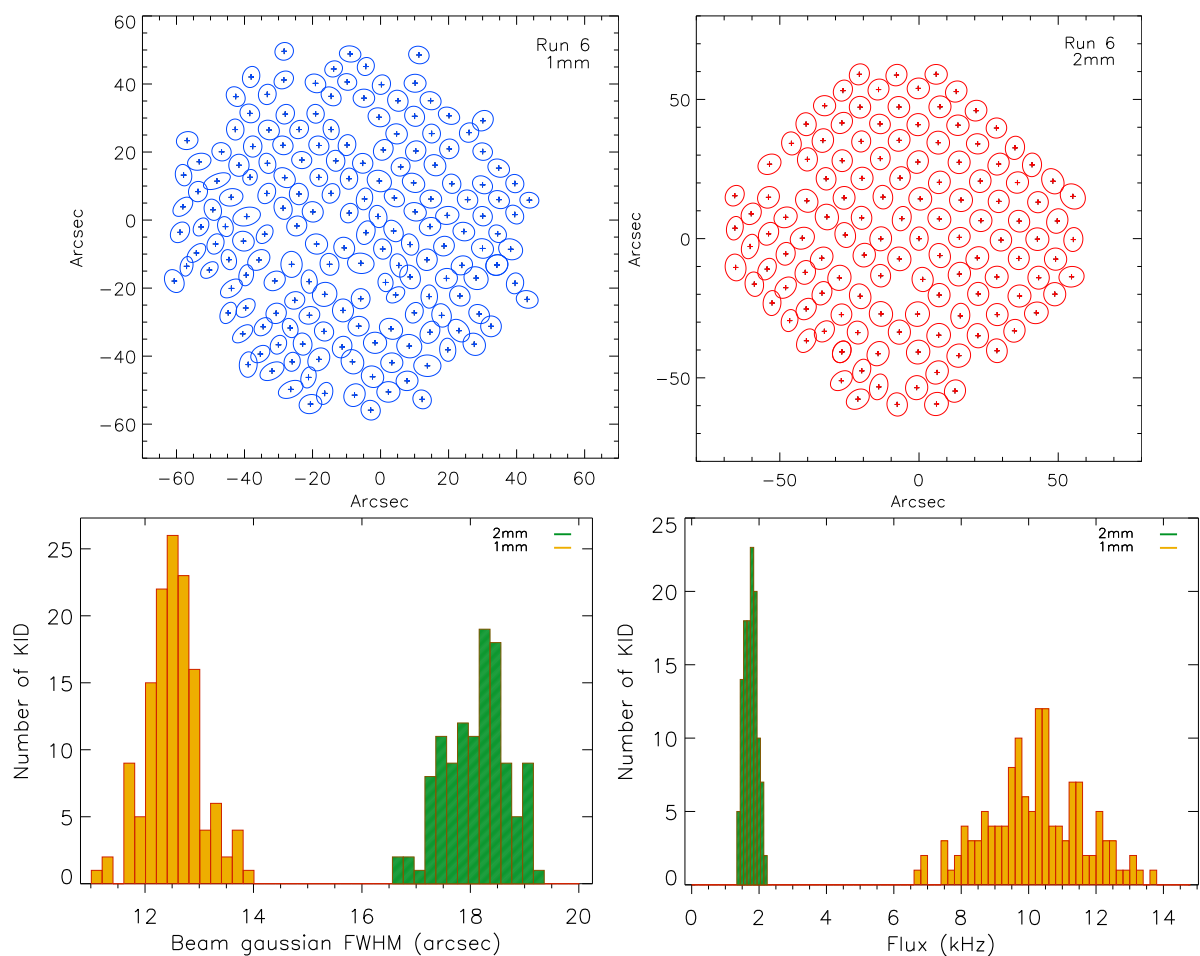 60
40
20
0
−20
−40
−60
Arcsec
Run 6
1mm
−60 −40 −20 0 20 40 60
Arcsec
50
0
−50
Arcsec
Run 6
2mm
−50 0 50
Arcsec
25
20
15
10
5
0
Number of KID
2mm
1mm
12 14 16 18 20
Beam gaussian FWHM (arcsec)
25
20
15
10
5
0
Number of KID
2mm
1mm
0 2 4 6 8 10 12 14
Flux (kHz)